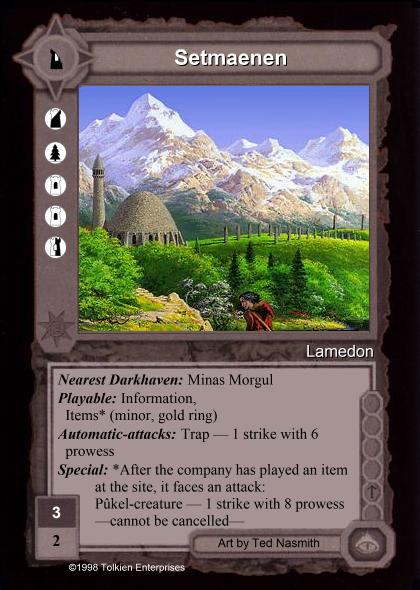 Setmaenen
Lamedon
Nearest Darkhaven: Minas Morgul
Playable: Information,
Items* (minor, gold ring)
Automatic-attacks: Trap — 1 strike with 6
prowess
Special: *After the company has played an item
at the site, it faces an attack:
Pûkel-creature — 1 strike with 8 prowess
—cannot be cancelled—
3
2
Art by Ted Nasmith
©1998 Tolkien Enterprises